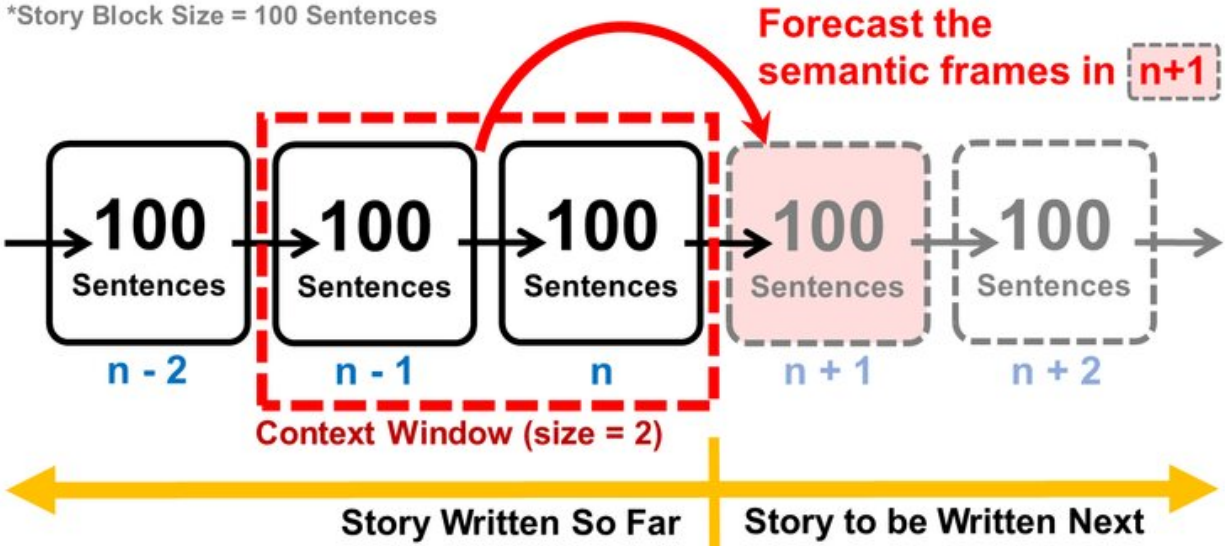 *Story Block Size = 100 Sentences
Forecast the
semantic frames in n+1
100
Sentences
100
Sentences
100
Sentences
100
Sentences
100
Sentences
n - 2
n - 1
n
n + 1
n + 2
Context Window (size = 2)
Story Written So Far
Story to be Written Next